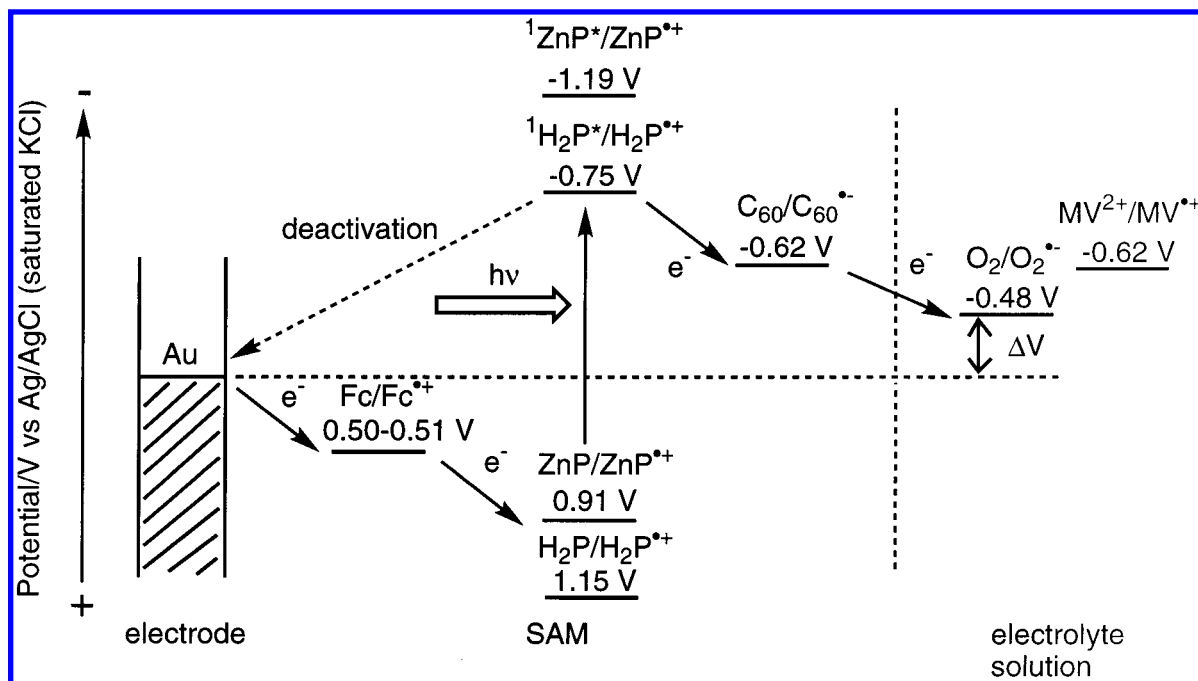 Potential/V vs Ag/AgCl (saturated KCl)
-
+
¹ZnP*/ZnP•⁺
-1.19 V
¹H₂P*/H₂P•⁺
-0.75 V
deactivation
hν
C₆₀/C₆₀•⁻
-0.62 V
e⁻
e⁻
MV²⁺/MV•⁺
-0.62 V
O₂/O₂•⁻
-0.48 V
ΔV
Au
e⁻
Fc/Fc•⁺
0.50-0.51 V
e⁻
ZnP/ZnP•⁺
0.91 V
H₂P/H₂P•⁺
1.15 V
electrode
SAM
electrolyte
solution